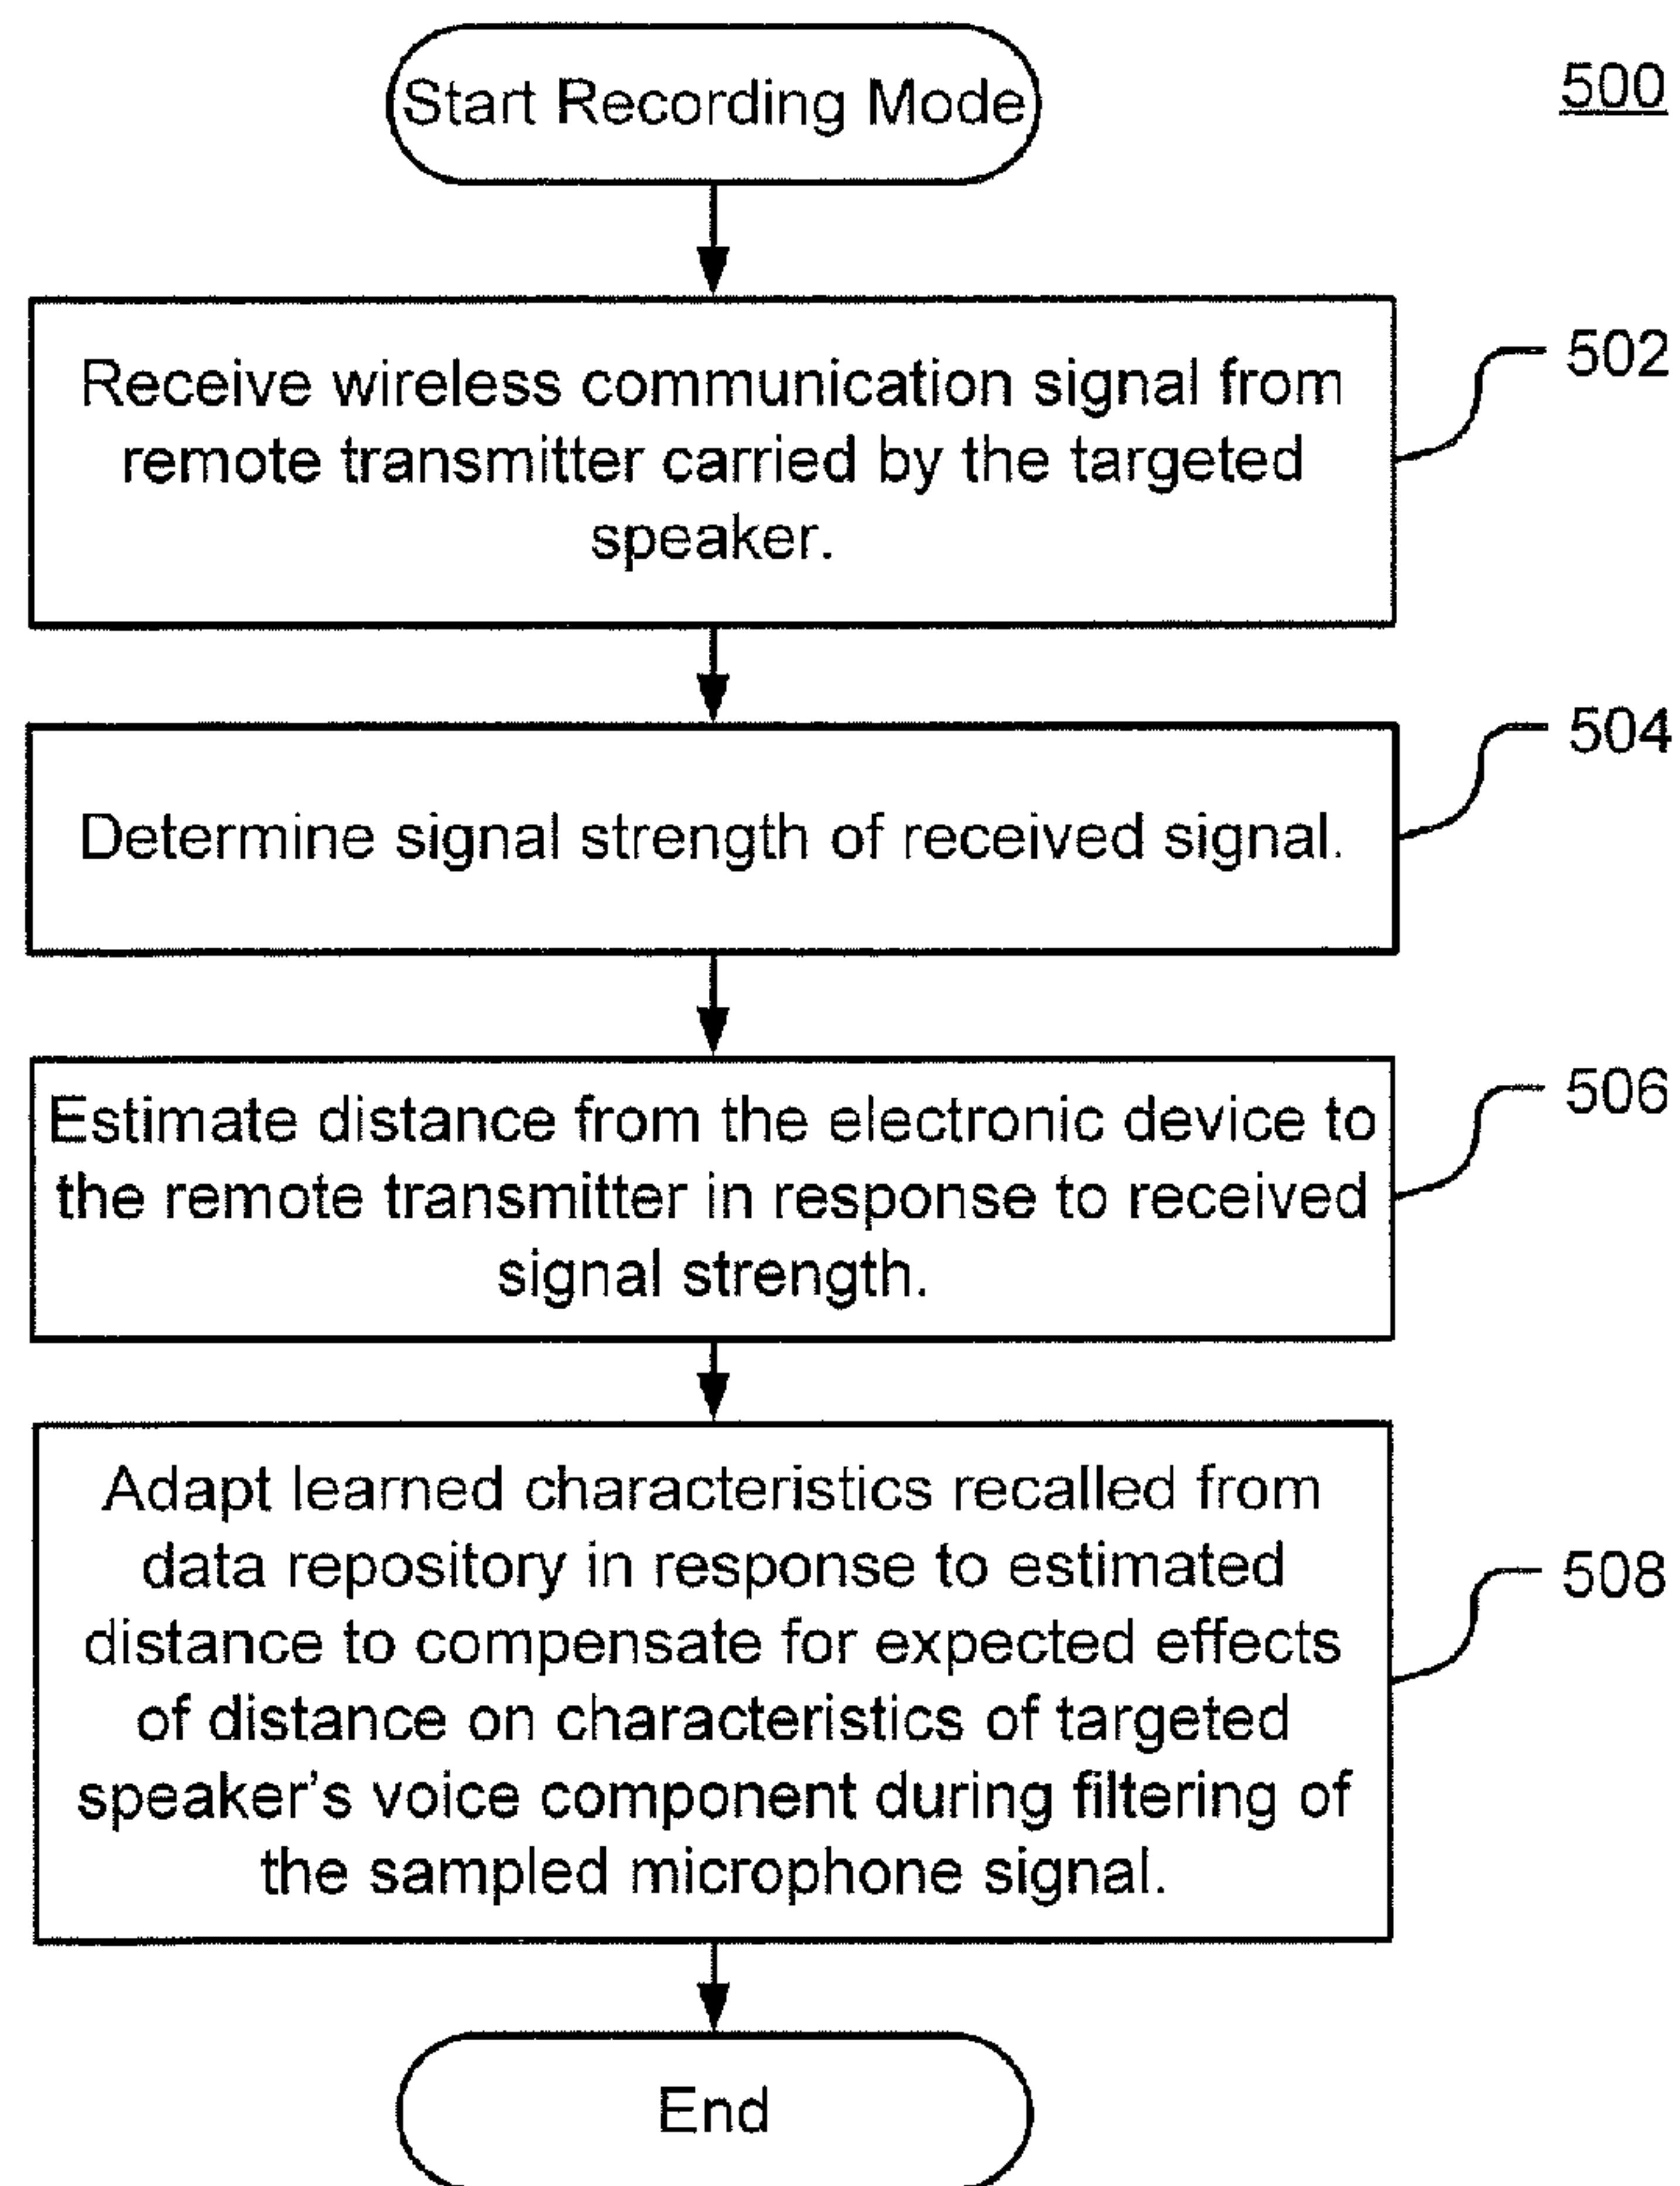 Start Recording Mode
500
Receive wireless communication signal from
remote transmitter carried by the targeted
speaker.
502
Determine signal strength of received signal.
504
Estimate distance from the electronic device to
the remote transmitter in response to received
signal strength.
506
Adapt learned characteristics recalled from
data repository in response to estimated
distance to compensate for expected effects
of distance on characteristics of targeted
speaker's voice component during filtering of
the sampled microphone signal.
508
End